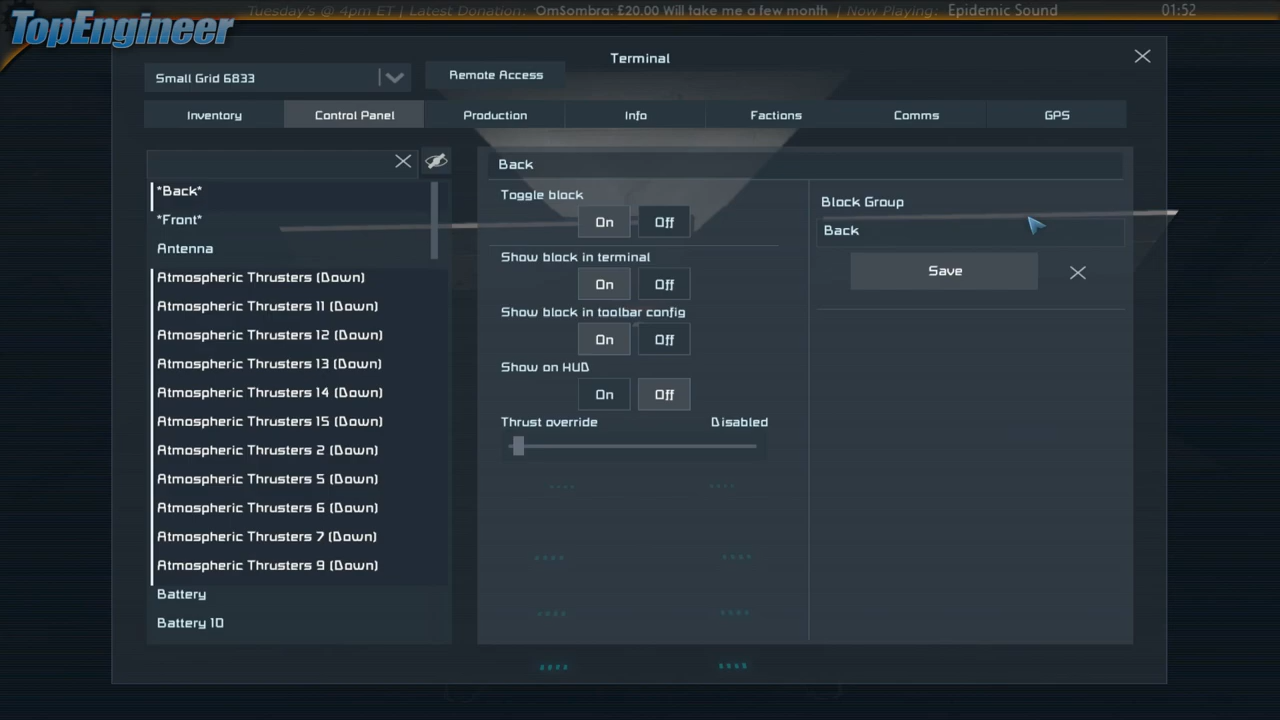 Tuesday's @ 4pm ET | Latest Donation: OmSombra: £20.00 Will take me a few month | Now Playing: Epidemic Sound 01:52
TopEngineer
Terminal
Small Grid 6833
Remote Access
Inventory Control Panel Production Info Factions Comms GPS
Back
*Back*
*Front*
Antenna
Atmospheric Thrusters (Down)
Atmospheric Thrusters 11 (Down)
Atmospheric Thrusters 12 (Down)
Atmospheric Thrusters 13 (Down)
Atmospheric Thrusters 14 (Down)
Atmospheric Thrusters 15 (Down)
Atmospheric Thrusters 2 (Down)
Atmospheric Thrusters 5 (Down)
Atmospheric Thrusters 6 (Down)
Atmospheric Thrusters 7 (Down)
Atmospheric Thrusters 9 (Down)
Battery
Battery 10
Toggle block
On Off
Show block in terminal
On Off
Show block in toolbar config
On Off
Show on HUD
On Off
Thrust override Disabled
Block Group
Back
Save